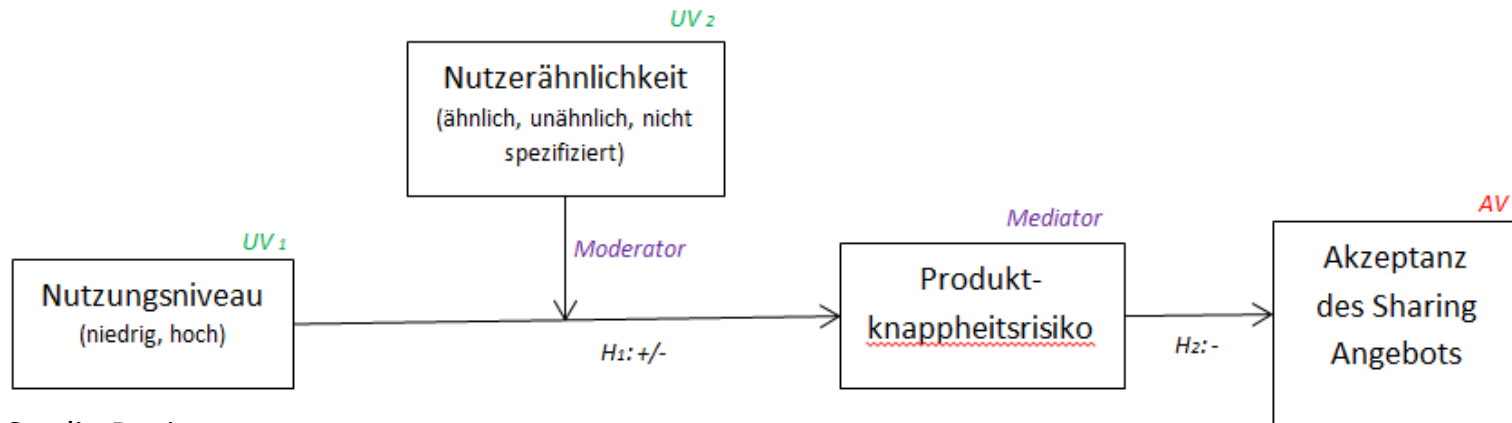 UV 2
Nutzerähnlichkeit
(ähnlich, unähnlich, nicht
spezifiziert)
Moderator
UV 1
Nutzungsniveau
(niedrig, hoch)
H1: +/-
Mediator
Produkt-
knappheitsrisiko
H2: -
AV
Akzeptanz
des Sharing
Angebots